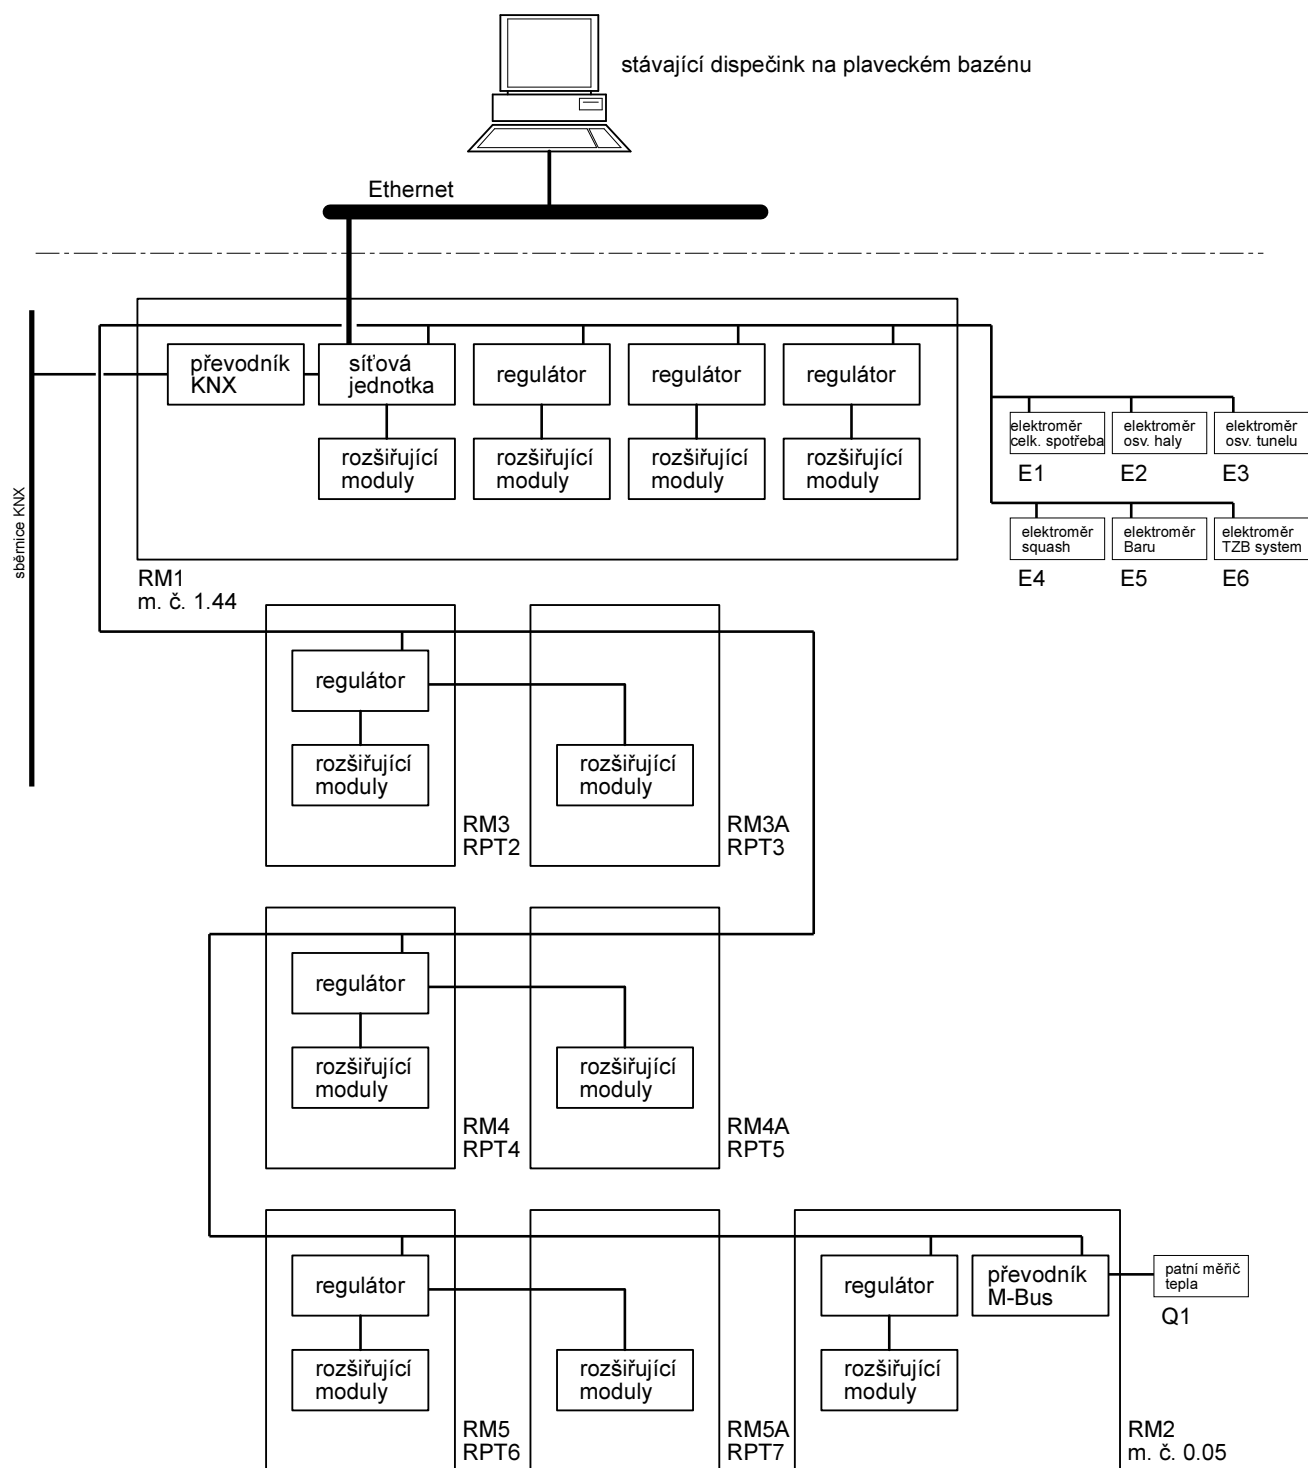 stávající dispečink na plaveckém bazénu
Ethernet
převodník
KNX
síťová
jednotka
regulátor
regulátor
regulátor
rozšiřující
moduly
rozšiřující
moduly
rozšiřující
moduly
rozšiřující
moduly
elektroměr
celk. spotřeba
E1
elektroměr
osv. haly
E2
elektroměr
osv. tunelu
E3
elektroměr
squash
E4
elektroměr
Baru
E5
elektroměr
TZB system
E6
sběrnice KNX
RM1
m. č. 1.44
regulátor
rozšiřující
moduly
RM3
RPT2
rozšiřující
moduly
RM3A
RPT3
regulátor
rozšiřující
moduly
RM4
RPT4
rozšiřující
moduly
RM4A
RPT5
regulátor
rozšiřující
moduly
RM5
RPT6
rozšiřující
moduly
RM5A
RPT7
regulátor
převodník
M-Bus
rozšiřující
moduly
patní měřič
tepla
Q1
RM2
m. č. 0.05